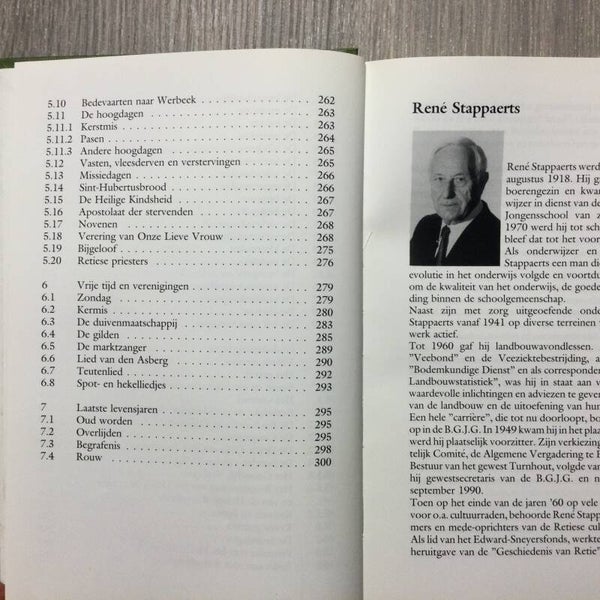 5.10 Bedevaarten naar Werbeek 262
5.11 De hoogdagen 263
5.11.1 Kerstmis 263
5.11.2 Pasen 264
5.11.3 Andere hoogdagen 265
5.12 Vasten, vleesderven en verstervingen 265
5.13 Missiedagen 266
5.14 Sint-Hubertusbrood 266
5.15 De Heilige Kindsheid 267
5.16 Apostolaat der stervenden 267
5.17 Novenen 268
5.18 Verering van Onze Lieve Vrouw 268
5.19 Bijgeloof 275
5.20 Retiese priesters 276
6 Vrije tijd en verenigingen 279
6.1 Zondag 279
6.2 Kermis 280
6.3 De duivenmaatschappij 283
6.4 De gilden 285
6.5 De marktzanger 289
6.6 Lied van den Asberg 290
6.7 Teutenlied 292
6.8 Spot- en hekelliedjes 293
7 Laatste levensjaren 295
7.1 Oud worden 295
7.2 Overlijden 295
7.3 Begrafenis 298
7.4 Rouw 300
René Stappaerts
René Stappaerts werd
augustus 1918. Hij g
boerengezin en kwam
wijzer in dienst van de
Jongensschool van z
1970 werd hij tot sch
bleef dat tot het voor
Als onderwijzer en
Stappaerts een man die
evolutie in het onderwijs volgde en voortdu
om de kwaliteit van het onderwijs, de goede
ding binnen de schoolgemeenschap.
Naast zijn met zorg uitgeoefende onder
Stappaerts vanaf 1941 op diverse terreinen
werk actief.
Tot 1960 gaf hij landbouwavondlessen.
"Veebond" en de Veeziektebestrijding, a
"Bodemkundige Dienst" en als corresponden
Landbouwstatistiek", was hij in staat aan v
waardevolle inlichtingen en adviezen te geven
van de landbouw en de uitoefening van hun
Een hele "carrière", die tot nu doorloopt, bo
op in de B.G.J.G. In 1949 kwam hij in het plaa
werd hij plaatselijk voorzitter. Zijn verkiezing
telijk Comité, de Algemene Vergadering te B
Bestuur van het gewest Turnhout, volgde van
hij gewestsecretaris van de B.G.J.G. en n
september 1990.
Toen op het einde van de jaren '60 op vele
voor o.a. cultuurraden, behoorde René Stapp
mers en mede-oprichters van de Retiese cul
Als lid van het Edward-Sneyersfonds, werkte
heruitgave van de "Geschiedenis van Retie"